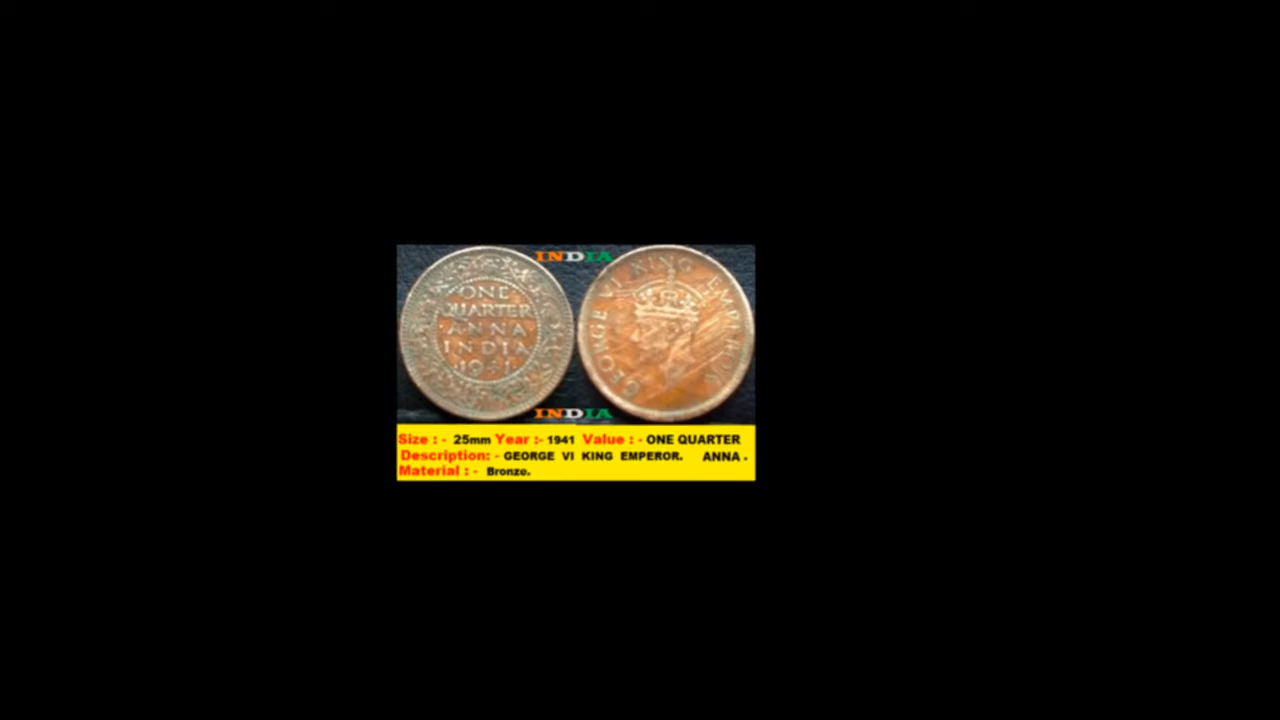 INDIA
ONE
QUARTER
ANNA
INDIA
1941
GEORGE VI KING EMPEROR
INDIA
Size : - 25mm Year :- 1941 Value : - ONE QUARTER
Description: - GEORGE VI KING EMPEROR. ANNA .
Material : - Bronze.